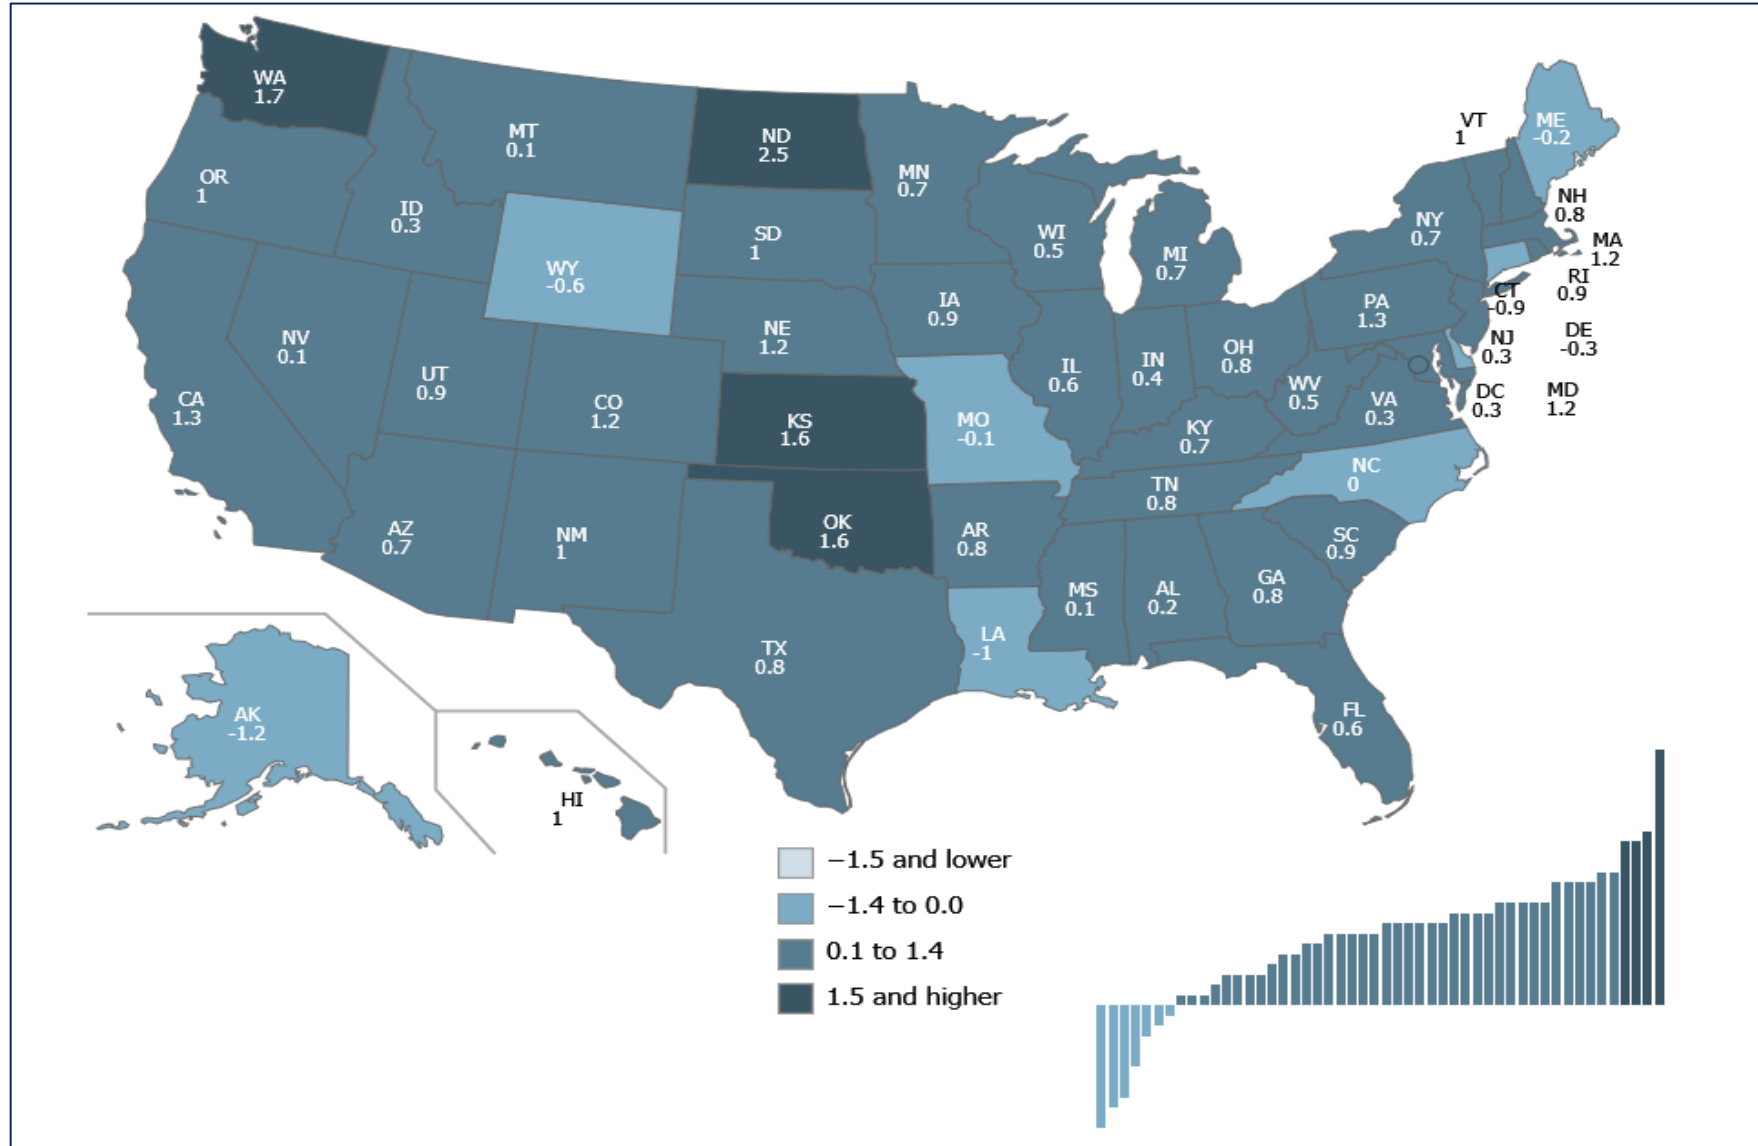 WA
1.7
OR
1
CA
1.3
NV
0.1
ID
0.3
MT
0.1
WY
-0.6
UT
0.9
AZ
0.7
CO
1.2
NM
1
ND
2.5
SD
1
NE
1.2
KS
1.6
OK
1.6
TX
0.8
MN
0.7
IA
0.9
MO
-0.1
AR
0.8
LA
-1
WI
0.5
IL
0.6
MI
0.7
IN
0.4
OH
0.8
KY
0.7
TN
0.8
MS
0.1
AL
0.2
GA
0.8
FL
0.6
SC
0.9
NC
0
VA
0.3
WV
0.5
PA
1.3
NY
0.7
VT
1
ME
-0.2
NH
0.8
MA
1.2
RI
0.9
CT
-0.9
NJ
0.3
DE
-0.3
DC
0.3
MD
1.2
AK
-1.2
HI
1
−1.5 and lower
−1.4 to 0.0
0.1 to 1.4
1.5 and higher